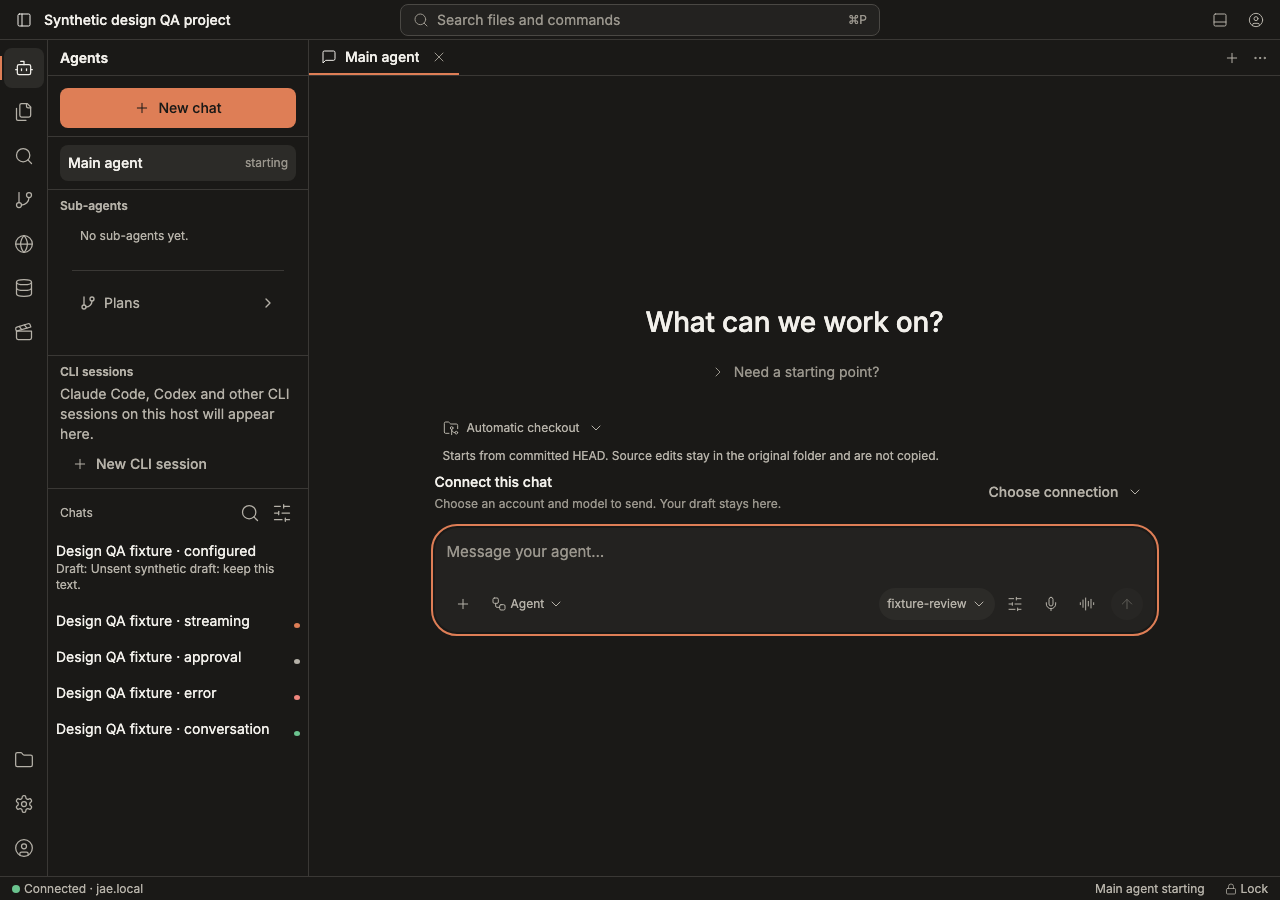 Synthetic design QA project
Search files and commands
⌘P
Agents
Main agent
New chat
Main agent
starting
Sub-agents
No sub-agents yet.
Plans
CLI sessions
Claude Code, Codex and other CLI
sessions on this host will appear
here.
New CLI session
Chats
Design QA fixture · configured
Draft: Unsent synthetic draft: keep this
text.
Design QA fixture · streaming
Design QA fixture · approval
Design QA fixture · error
Design QA fixture · conversation
What can we work on?
Need a starting point?
Automatic checkout
Starts from committed HEAD. Source edits stay in the original folder and are not copied.
Connect this chat
Choose an account and model to send. Your draft stays here.
Choose connection
Message your agent...
Agent
fixture-review
Connected · jae.local
Main agent starting
Lock